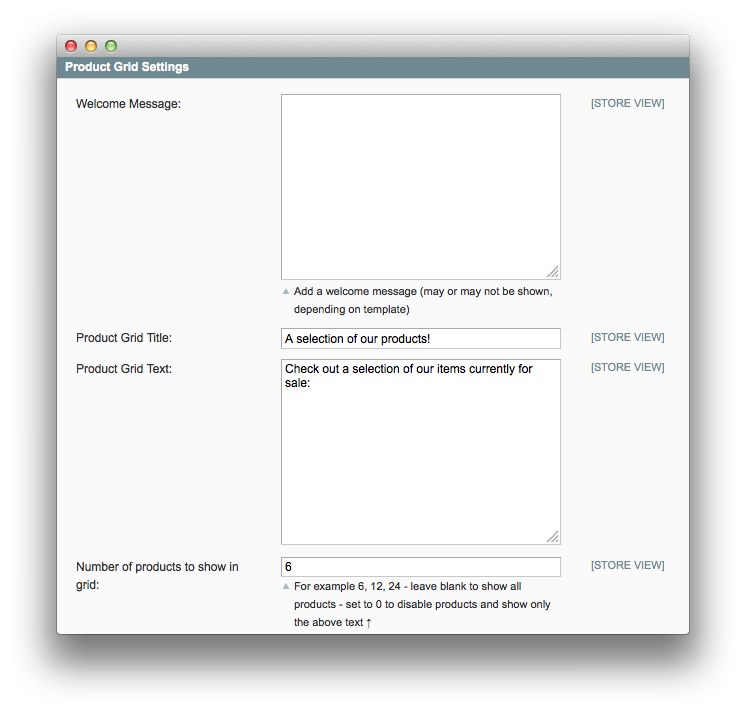 Product Grid Settings
Welcome Message: [STORE VIEW]
▲ Add a welcome message (may or may not be shown,
depending on template)
Product Grid Title: A selection of our products! [STORE VIEW]
Product Grid Text: Check out a selection of our items currently for [STORE VIEW]
sale:
Number of products to show in 6 [STORE VIEW]
grid:
▲ For example 6, 12, 24 - leave blank to show all
products - set to 0 to disable products and show only
the above text ↑